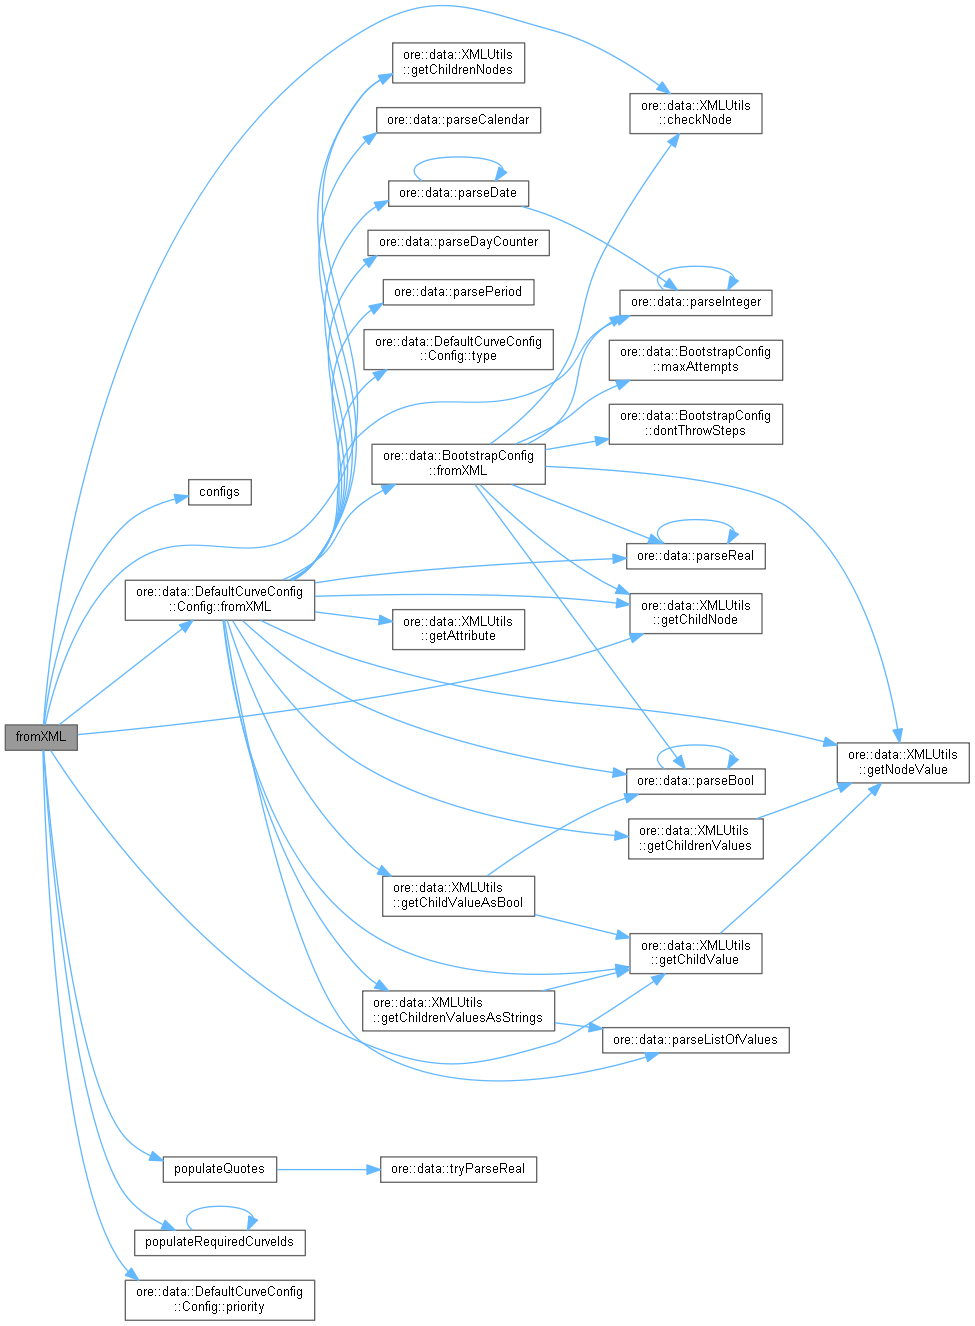 ore::data::XMLUtils
::getChildrenNodes
ore::data::XMLUtils
::checkNode
ore::data::parseCalendar
ore::data::parseDate
ore::data::parseDayCounter
ore::data::parsePeriod
ore::data::parseInteger
ore::data::DefaultCurveConfig
::Config::type
ore::data::BootstrapConfig
::maxAttempts
ore::data::BootstrapConfig
::dontThrowSteps
ore::data::BootstrapConfig
::fromXML
configs
ore::data::parseReal
ore::data::DefaultCurveConfig
::Config::fromXML
ore::data::XMLUtils
::getChildNode
ore::data::XMLUtils
::getAttribute
fromXML
ore::data::XMLUtils
::getNodeValue
ore::data::parseBool
ore::data::XMLUtils
::getChildrenValues
ore::data::XMLUtils
::getChildValueAsBool
ore::data::XMLUtils
::getChildValue
ore::data::XMLUtils
::getChildrenValuesAsStrings
ore::data::parseListOfValues
populateQuotes
ore::data::tryParseReal
populateRequiredCurveIds
ore::data::DefaultCurveConfig
::Config::priority